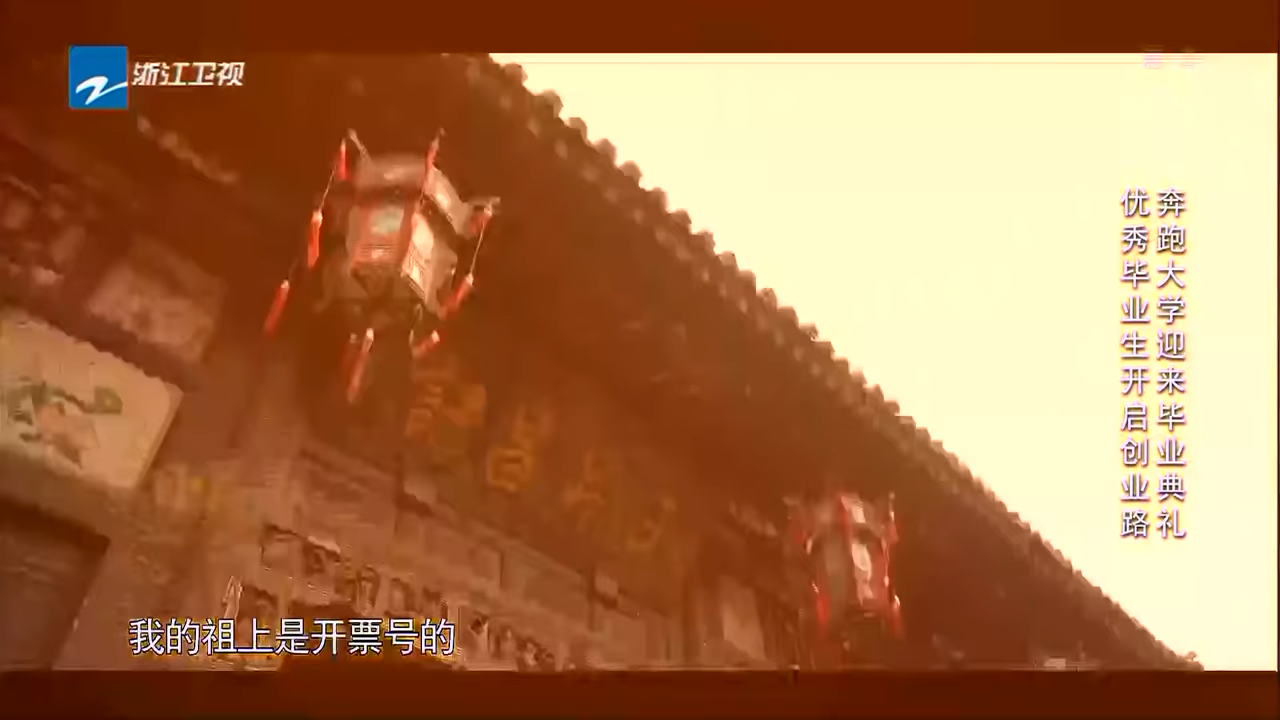 浙江卫视
奔跑大学迎来毕业典礼
优秀毕业生开启创业路
我的祖上是开票号的